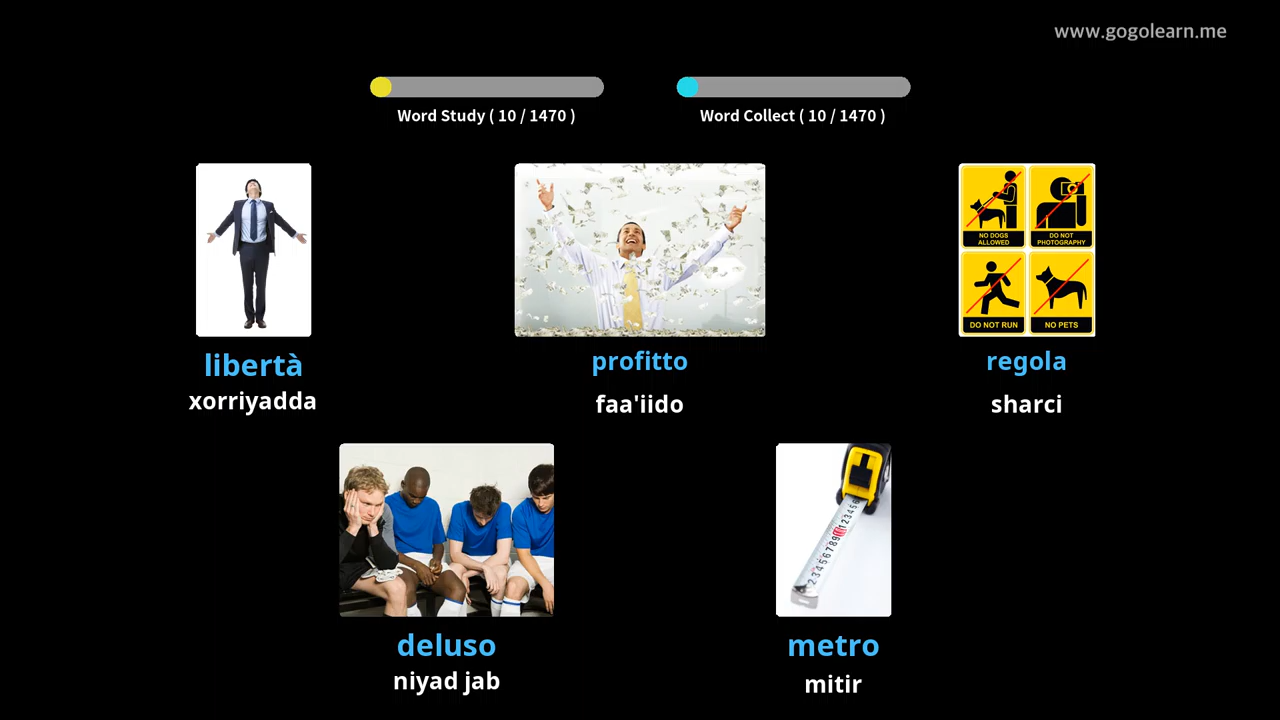 www.gogolearn.me
Word Study ( 10 / 1470 )
Word Collect ( 10 / 1470 )
NO DOGS
ALLOWED
DO NOT
PHOTOGRAPHY
DO NOT RUN
NO PETS
libertà
xorriyadda
profitto
faa'iido
regola
sharci
deluso
niyad jab
metro
mitir